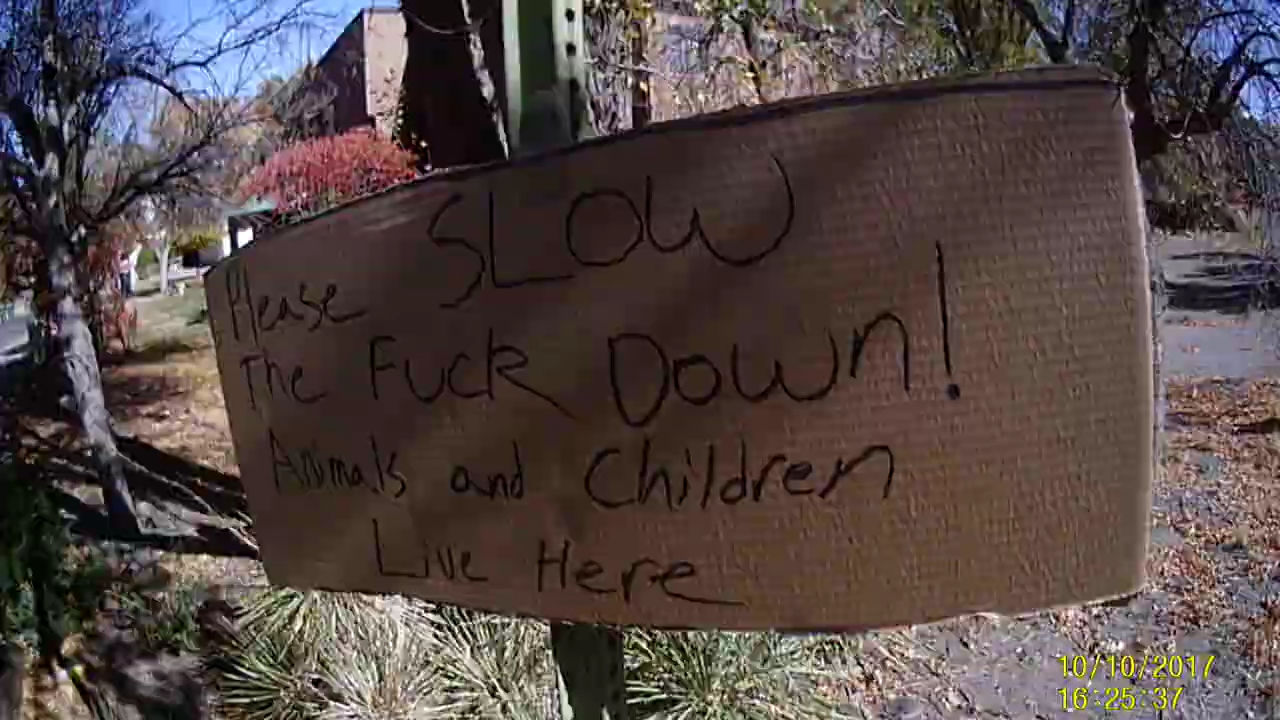 Please SLOW
The Fuck Down!
Animals and Children
Live Here
10/10/2017
16:25:37